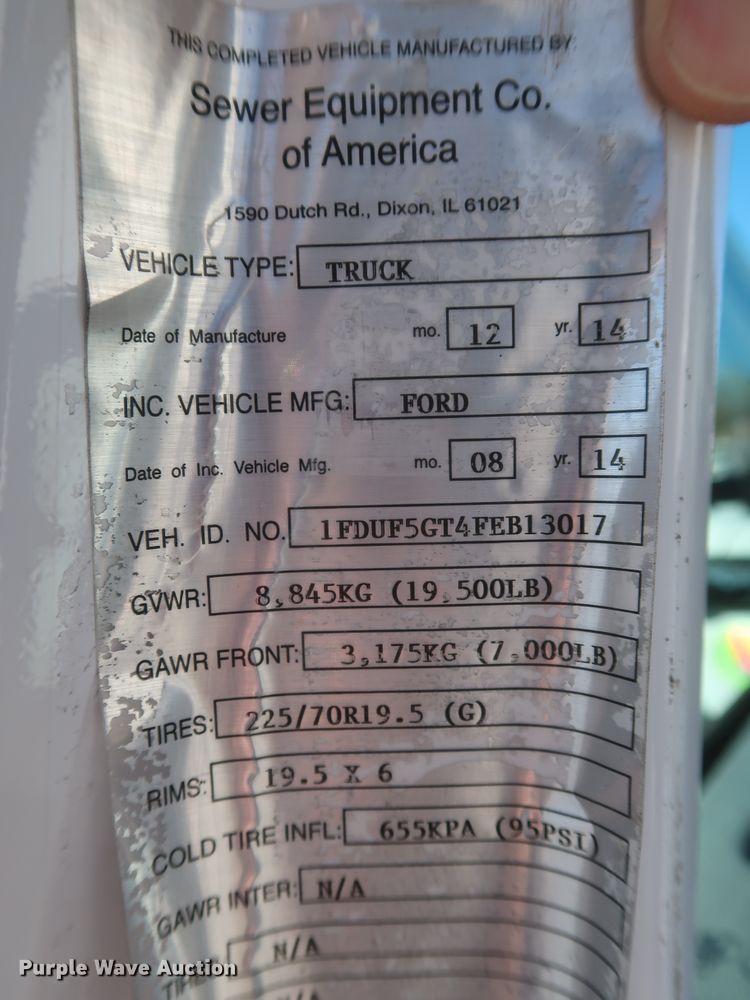 THIS COMPLETED VEHICLE MANUFACTURED BY:
Sewer Equipment Co.
of America
1590 Dutch Rd., Dixon, IL 61021
VEHICLE TYPE: TRUCK
Date of Manufacture mo. 12 yr. 14
INC. VEHICLE MFG: FORD
Date of Inc. Vehicle Mfg. mo. 08 yr. 14
VEH. ID. NO. 1FDUF5GT4FEB13017
GVWR: 8,845KG (19,500LB)
GAWR FRONT: 3,175KG (7,000LB)
TIRES: 225/70R19.5 (G)
RIMS: 19.5 X 6
COLD TIRE INFL: 655KPA (95PSI)
GAWR INTER: N/A
N/A
Purple Wave Auction